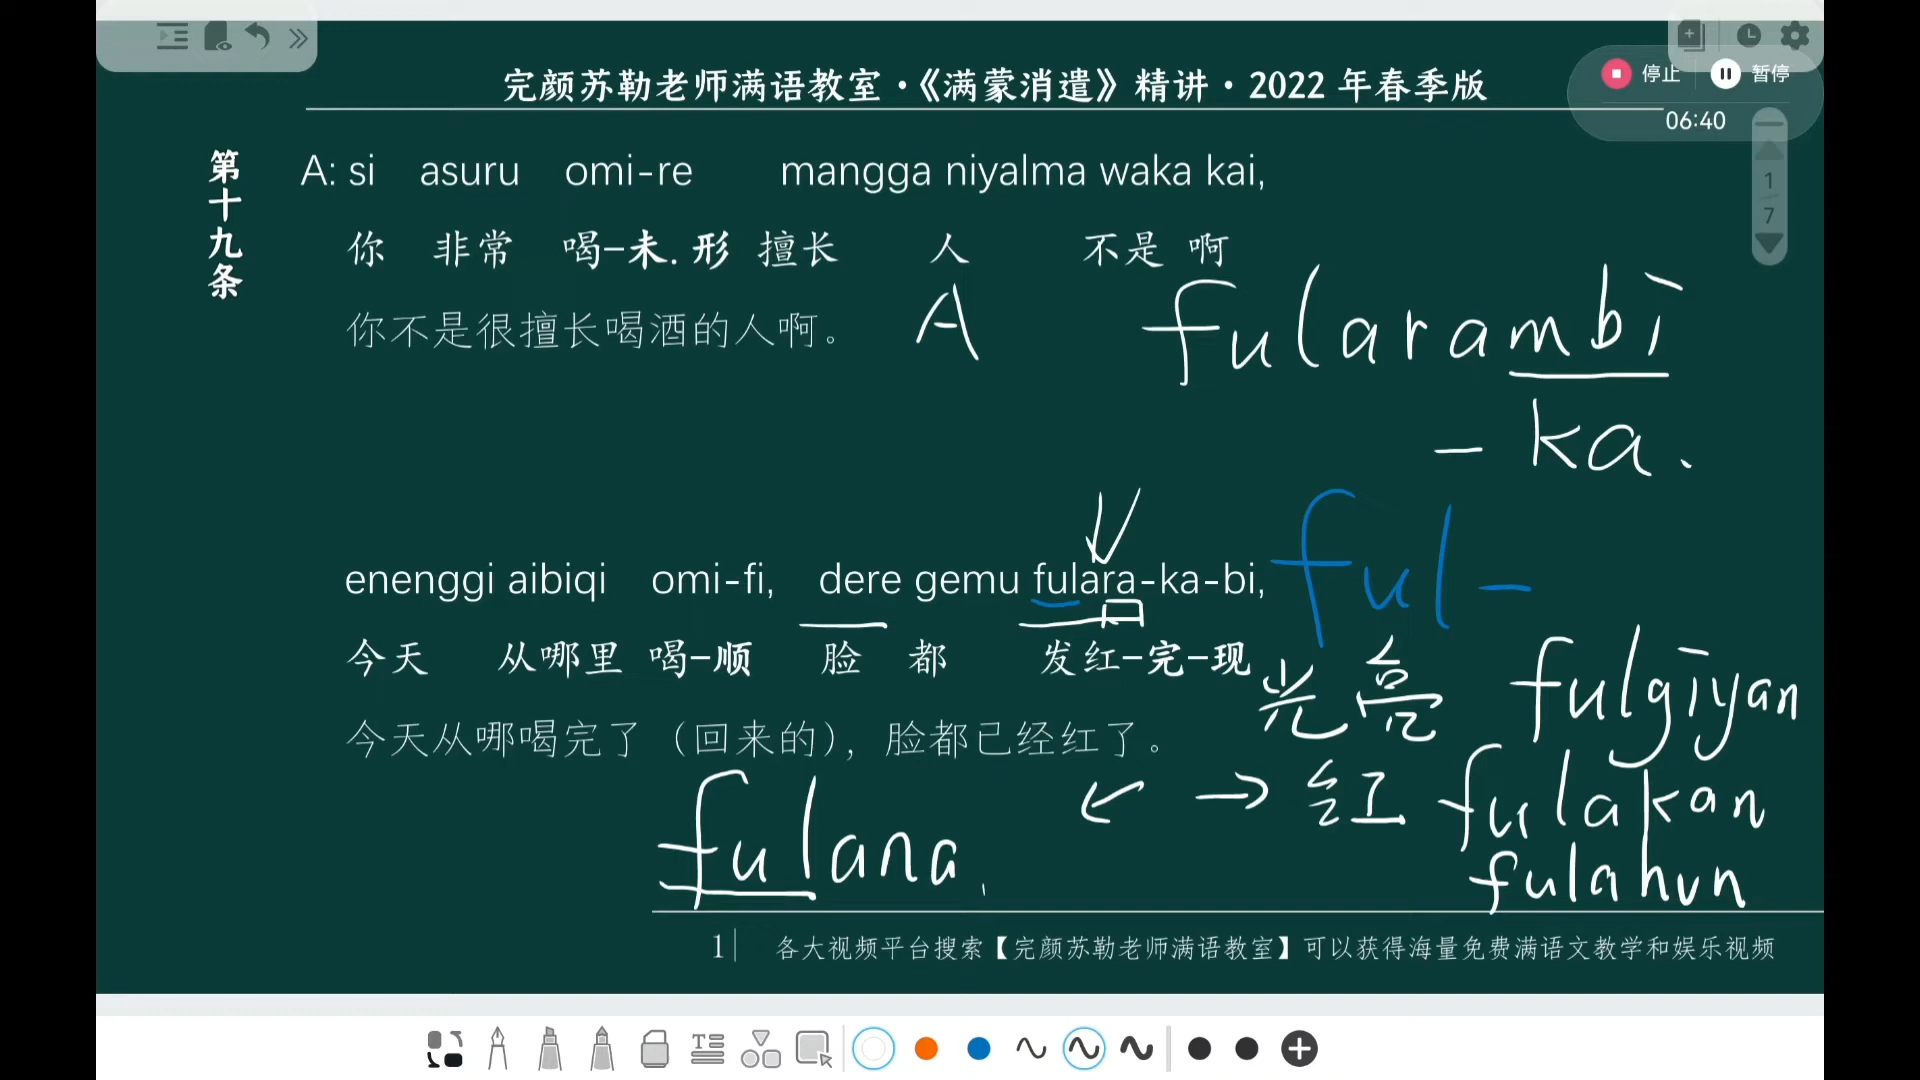 停止 暂停
06:40
完颜苏勒老师满语教室·《满蒙消遣》精讲·2022 年春季版
1
7
第十九条
A: si asuru omi-re mangga niyalma waka kai,
你 非常 喝-未.形 擅长 人 不是 啊
你不是很擅长喝酒的人啊。
A
fularambi
- ka.
enenggi aibiqi omi-fi, dere gemu fulara-ka-bi,
ful-
今天 从哪里 喝-顺 脸 都 发红-完-现
光亮 fulgiyan
今天从哪喝完了（回来的），脸都已经红了。
← → 红 fulakan
fulana.
fulahvn
1 各大视频平台搜索【完颜苏勒老师满语教室】可以获得海量免费满语文教学和娱乐视频